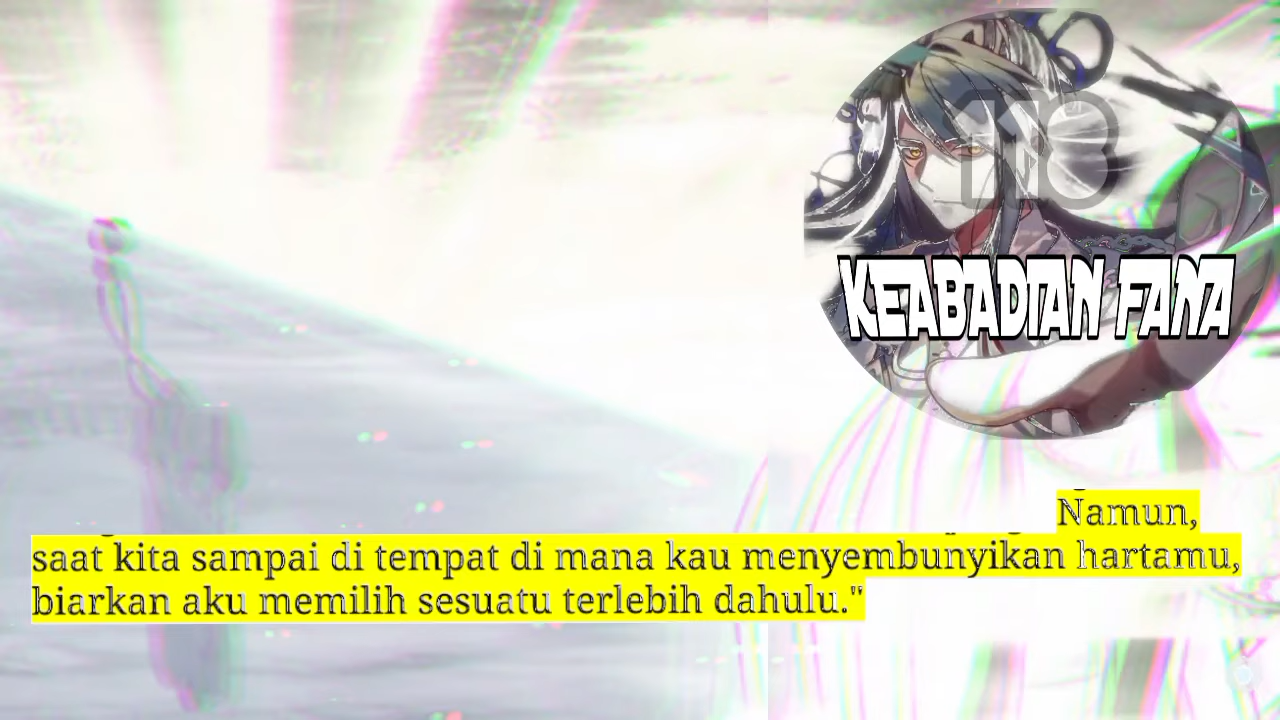 118
KEABADIAN FANA
Namun,
saat kita sampai di tempat di mana kau menyembunyikan hartamu,
biarkan aku memilih sesuatu terlebih dahulu."